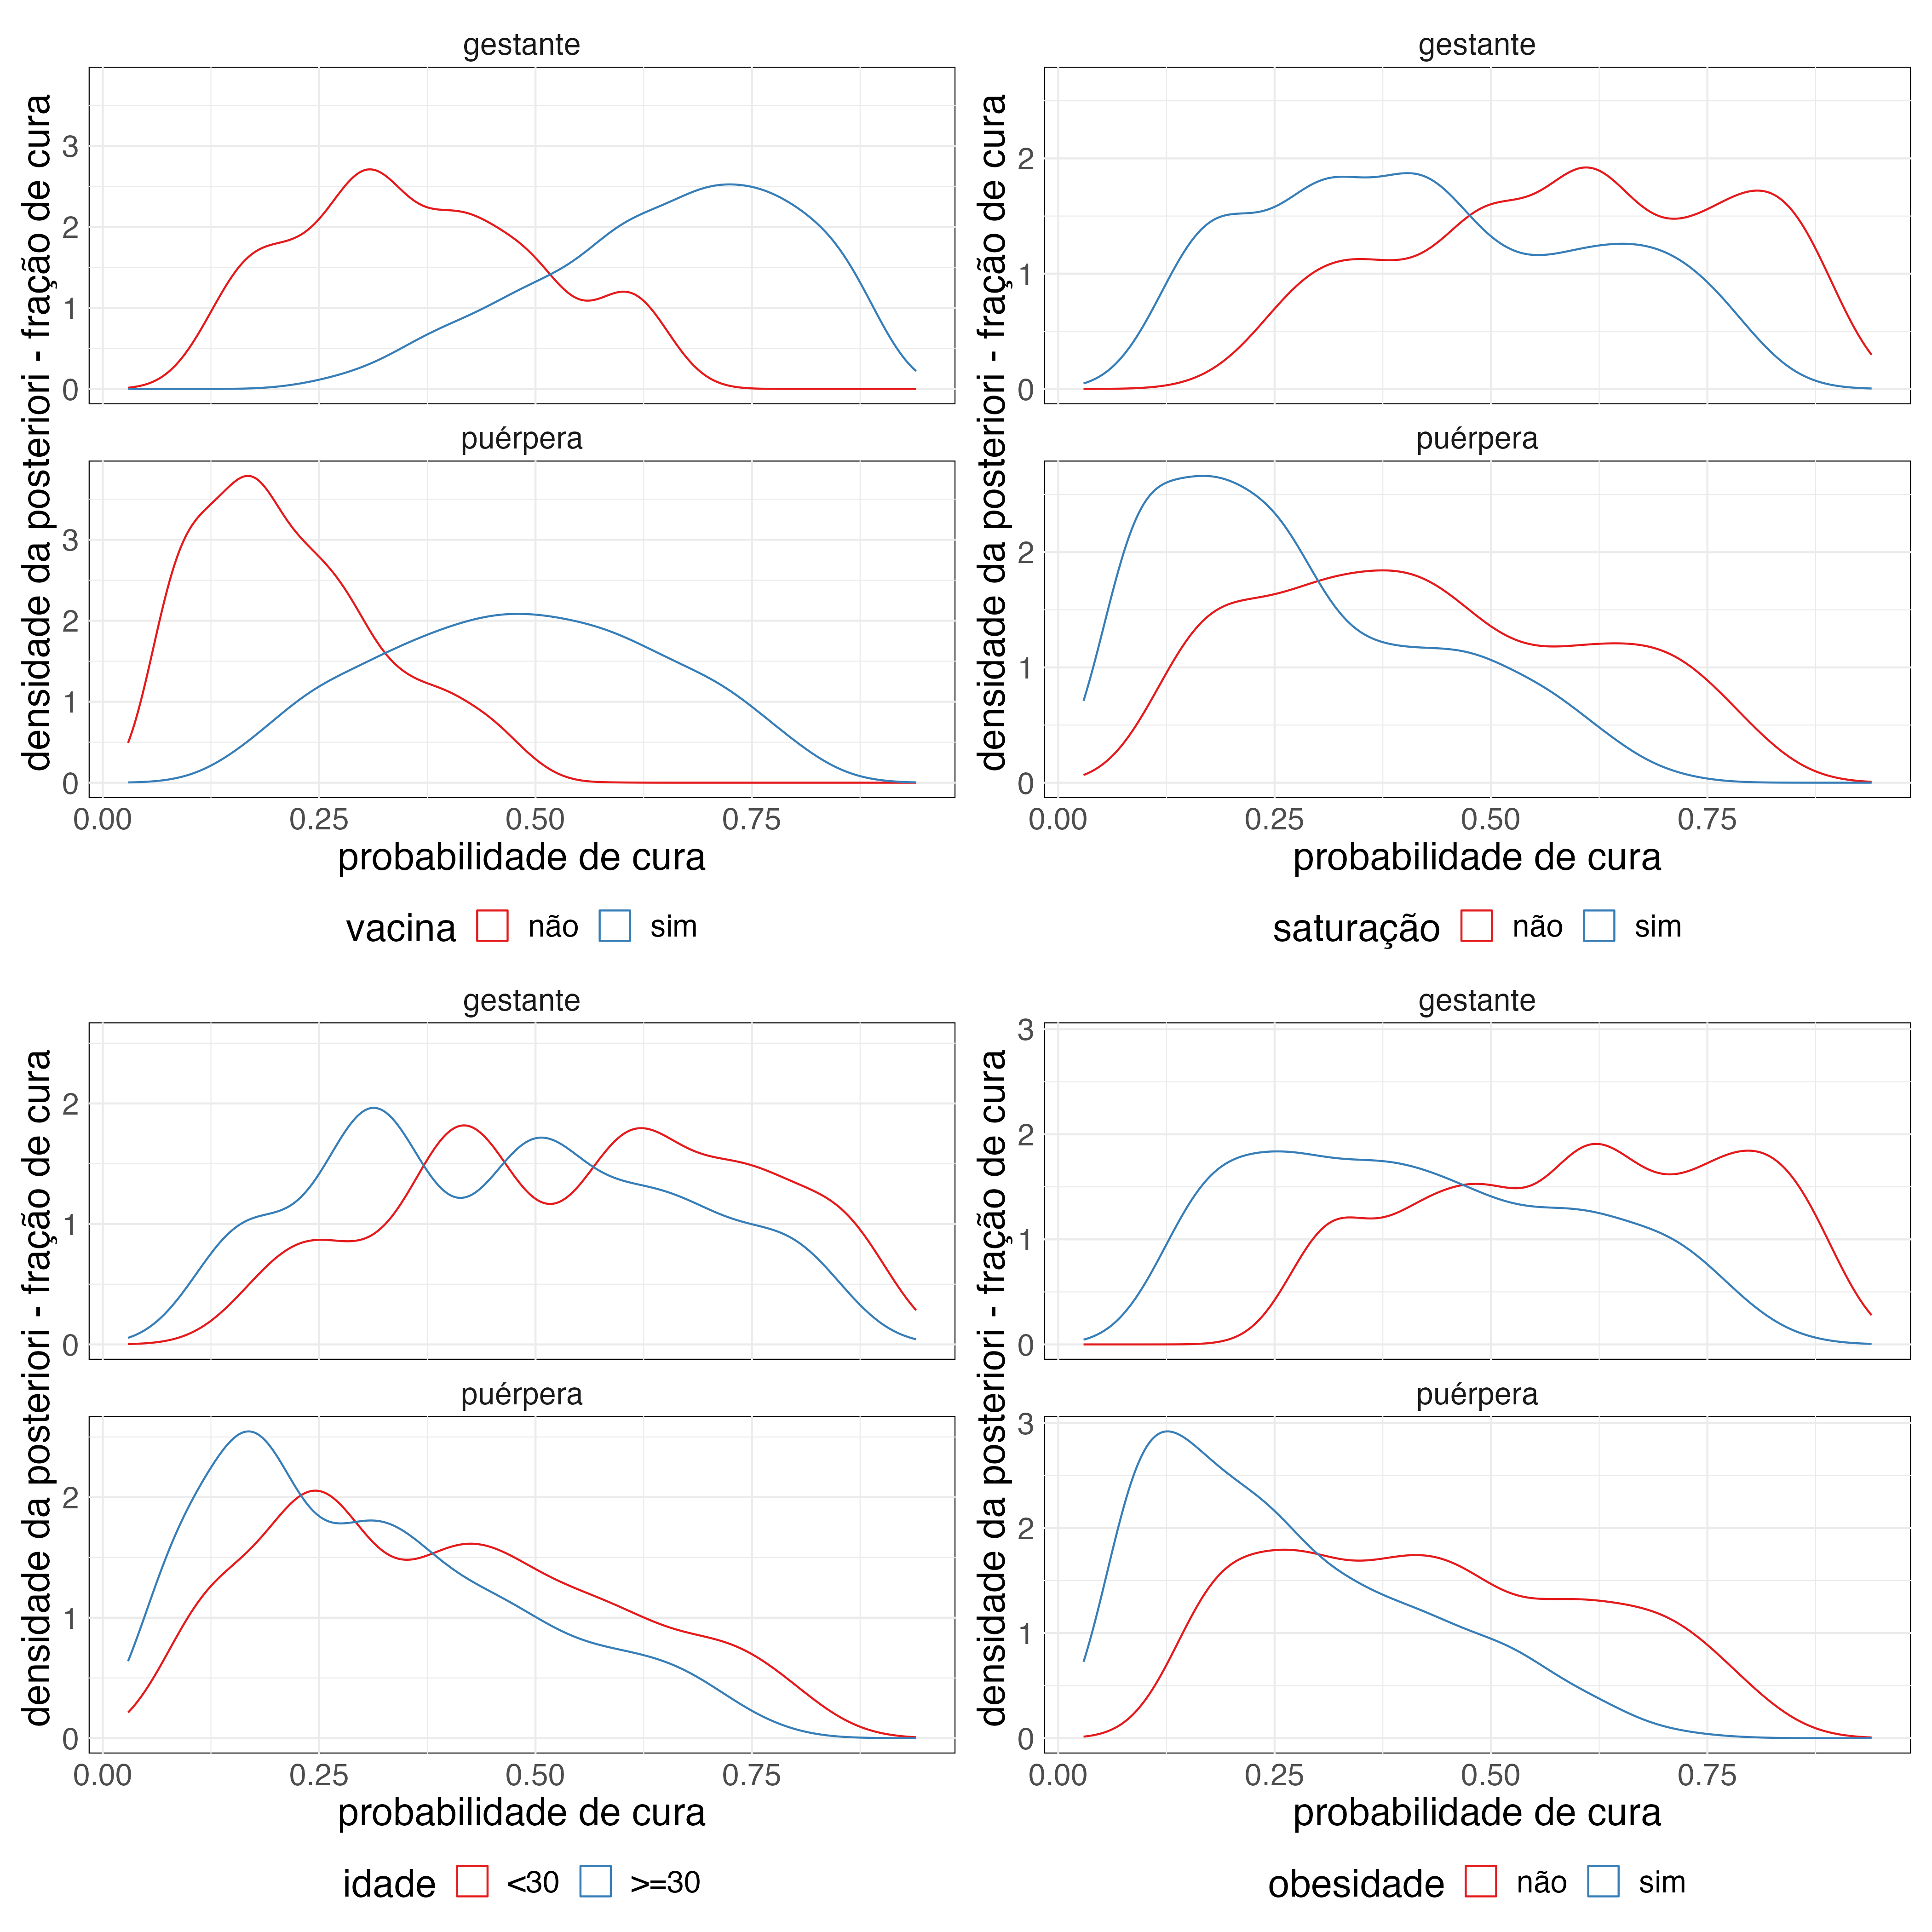 gestante
densidade da posteriori - fração de cura
3
2
1
0
puérpera
3
2
1
0
0.00 0.25 0.50 0.75
probabilidade de cura
vacina não sim
gestante
densidade da posteriori - fração de cura
2
1
0
puérpera
2
1
0
0.00 0.25 0.50 0.75
probabilidade de cura
saturação não sim
gestante
densidade da posteriori - fração de cura
2
1
0
puérpera
2
1
0
0.00 0.25 0.50 0.75
probabilidade de cura
idade <30 >=30
gestante
densidade da posteriori - fração de cura
3
2
1
0
puérpera
3
2
1
0
0.00 0.25 0.50 0.75
probabilidade de cura
obesidade não sim